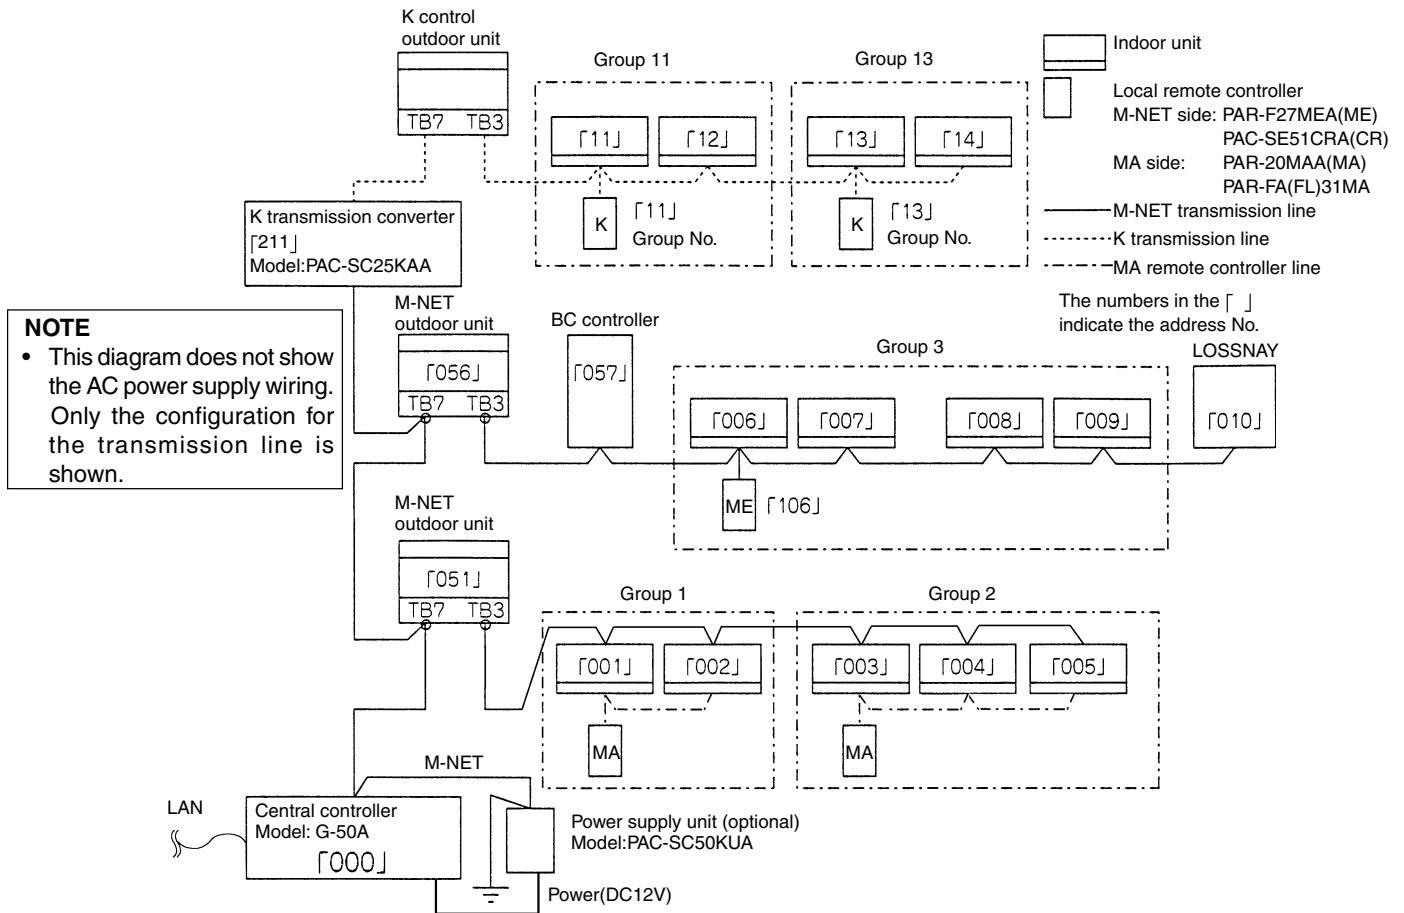 K control
outdoor unit
TB7 TB3
Group 11
「11」 「12」
K
「11」
Group No.
Group 13
「13」 「14」
K
「13」
Group No.
Indoor unit
Local remote controller
M-NET side: PAR-F27MEA(ME)
PAC-SE51CRA(CR)
MA side: PAR-20MAA(MA)
PAR-FA(FL)31MA
M-NET transmission line
K transmission line
MA remote controller line
The numbers in the「 」
indicate the address No.
K transmission converter
「211」
Model:PAC-SC25KAA
NOTE
• This diagram does not show
the AC power supply wiring.
Only the configuration for
the transmission line is
shown.
M-NET
outdoor unit
「056」
TB7 TB3
BC controller
「057」
Group 3
「006」 「007」 「008」 「009」
ME 「106」
LOSSNAY
「010」
M-NET
outdoor unit
「051」
TB7 TB3
Group 1
「001」 「002」
MA
Group 2
「003」 「004」 「005」
MA
M-NET
LAN
Central controller
Model: G-50A
「000」
Power supply unit (optional)
Model:PAC-SC50KUA
Power(DC12V)